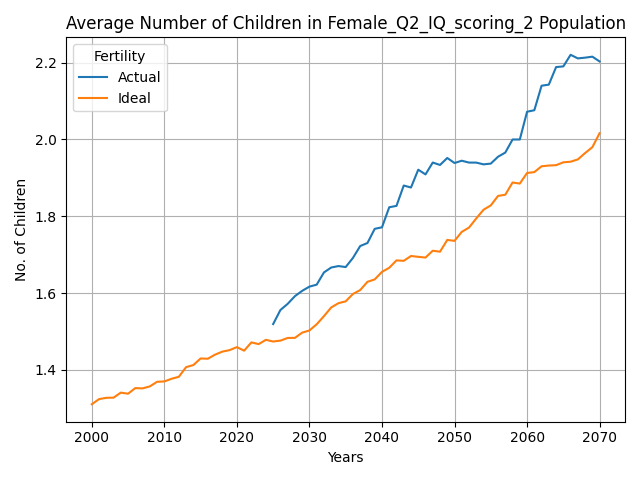 Average Number of Children in Female_Q2_IQ_scoring_2 Population
Fertility
Actual
Ideal
No. of Children
2.2
2.0
1.8
1.6
1.4
2000 2010 2020 2030 2040 2050 2060 2070
Years